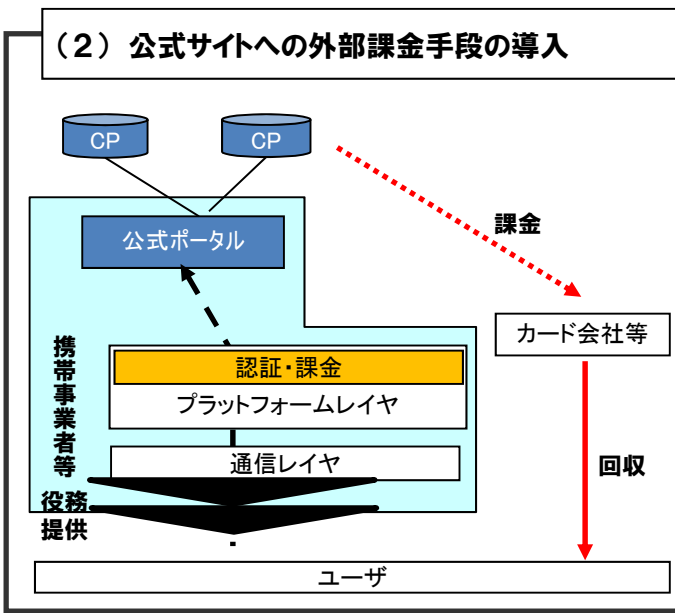 (2) 公式サイトへの外部課金手段の導入
CP
CP
課金
公式ポータル
カード会社等
携帯事業者等
認証・課金
プラットフォームレイヤ
通信レイヤ
回収
役務
提供
ユーザ